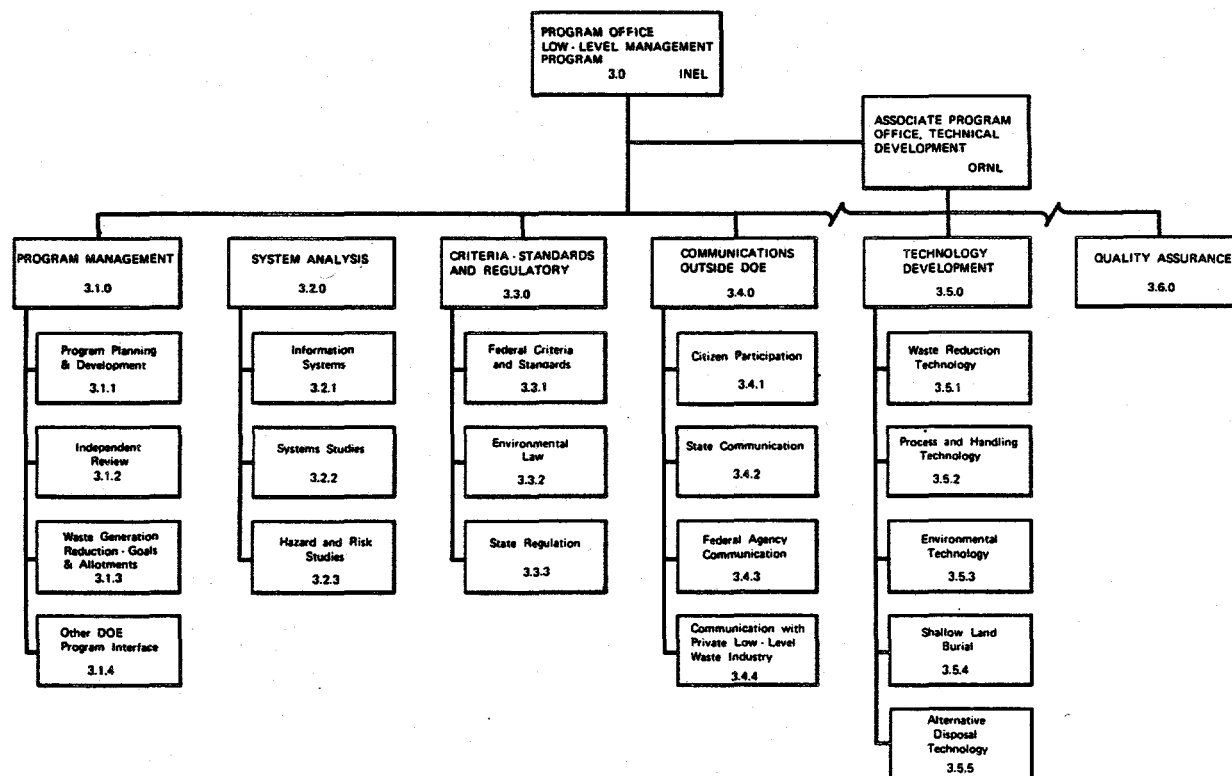 PROGRAM OFFICE
LOW - LEVEL MANAGEMENT
PROGRAM
3.0 INEL
ASSOCIATE PROGRAM
OFFICE, TECHNICAL
DEVELOPMENT
ORNL
PROGRAM MANAGEMENT
3.1.0
SYSTEM ANALYSIS
3.2.0
CRITERIA - STANDARDS
AND REGULATORY
3.3.0
COMMUNICATIONS
OUTSIDE DOE
3.4.0
TECHNOLOGY
DEVELOPMENT
3.5.0
QUALITY ASSURANCE
3.6.0
Program Planning
& Development
3.1.1
Independent
Review
3.1.2
Waste Generation
Reduction - Goals
& Allotments
3.1.3
Other DOE
Program Interface
3.1.4
Information
Systems
3.2.1
Systems Studies
3.2.2
Hazard and Risk
Studies
3.2.3
Federal Criteria
and Standards
3.3.1
Environmental
Law
3.3.2
State Regulation
3.3.3
Citizen Participation
3.4.1
State Communication
3.4.2
Federal Agency
Communication
3.4.3
Communication with
Private Low - Level
Waste Industry
3.4.4
Waste Reduction
Technology
3.5.1
Process and Handling
Technology
3.5.2
Environmental
Technology
3.5.3
Shallow Land
Burial
3.5.4
Alternative
Disposal
Technology
3.5.5